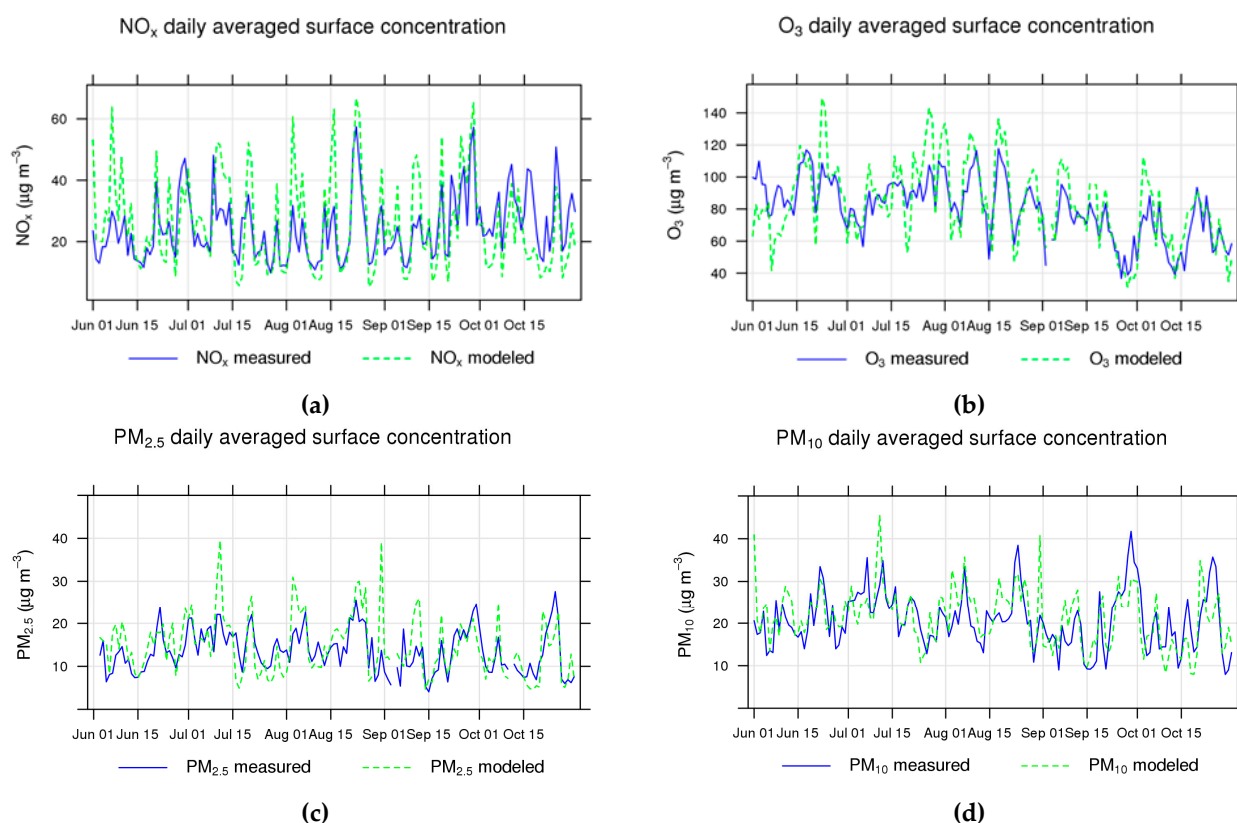 NOₓ daily averaged surface concentration
NOₓ (µg m⁻³)
60
40
20
Jun 01 Jun 15 Jul 01 Jul 15 Aug 01 Aug 15 Sep 01 Sep 15 Oct 01 Oct 15
NOₓ measured NOₓ modeled
(a)
O₃ daily averaged surface concentration
O₃ (µg m⁻³)
140
120
100
80
60
40
Jun 01 Jun 15 Jul 01 Jul 15 Aug 01 Aug 15 Sep 01 Sep 15 Oct 01 Oct 15
O₃ measured O₃ modeled
(b)
PM₂.₅ daily averaged surface concentration
PM₂.₅ (µg m⁻³)
40
30
20
10
Jun 01 Jun 15 Jul 01 Jul 15 Aug 01 Aug 15 Sep 01 Sep 15 Oct 01 Oct 15
PM₂.₅ measured PM₂.₅ modeled
(c)
PM₁₀ daily averaged surface concentration
PM₁₀ (µg m⁻³)
40
30
20
10
Jun 01 Jun 15 Jul 01 Jul 15 Aug 01 Aug 15 Sep 01 Sep 15 Oct 01 Oct 15
PM₁₀ measured PM₁₀ modeled
(d)